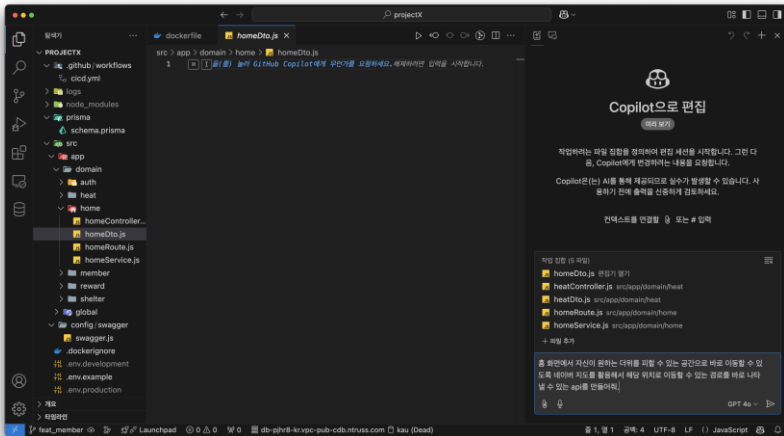 projectX
탐색기
PROJECTX
.github/workflows
cicd.yml
logs
node_modules
prisma
schema.prisma
src
app
domain
auth
heat
home
homeController...
homeDto.js
homeRoute.js
homeService.js
member
reward
shelter
global
config/swagger
swagger.js
.dockerignore
.env.development
.env.example
.env.production
개요
타임라인
dockerfile
homeDto.js
src > app > domain > home > homeDto.js
1
⌘ I 을(를) 눌러 GitHub Copilot에게 무언가를 요청하세요.해제하려면 입력을 시작합니다.
Copilot으로 편집
미리 보기
작업하려는 파일 집합을 정의하여 편집 세션을 시작합니다. 그런 다
음, Copilot에게 변경하려는 내용을 요청합니다.
Copilot은(는) AI를 통해 제공되므로 실수가 발생할 수 있습니다. 사
용하기 전에 출력을 신중하게 검토하세요.
컨텍스트를 연결할 또는 # 입력
작업 집합 (5 파일)
homeDto.js 편집기 열기
heatController.js src/app/domain/heat
heatDto.js src/app/domain/heat
homeRoute.js src/app/domain/home
homeService.js src/app/domain/home
+ 파일 추가
홈 화면에서 자신이 원하는 더위를 피할 수 있는 공간으로 바로 이동할 수 있
도록 네이버 지도를 활용해서 해당 위치로 이동할 수 있는 경로를 바로 나타
낼 수 있는 api를 만들어줘.
GPT 4o
feat_member
Launchpad
0 0
0
db-pjhr8-kr.vpc-pub-cdb.ntruss.com
kau (Dead)
줄 1, 열 1
공백: 4
UTF-8
LF
{} JavaScript